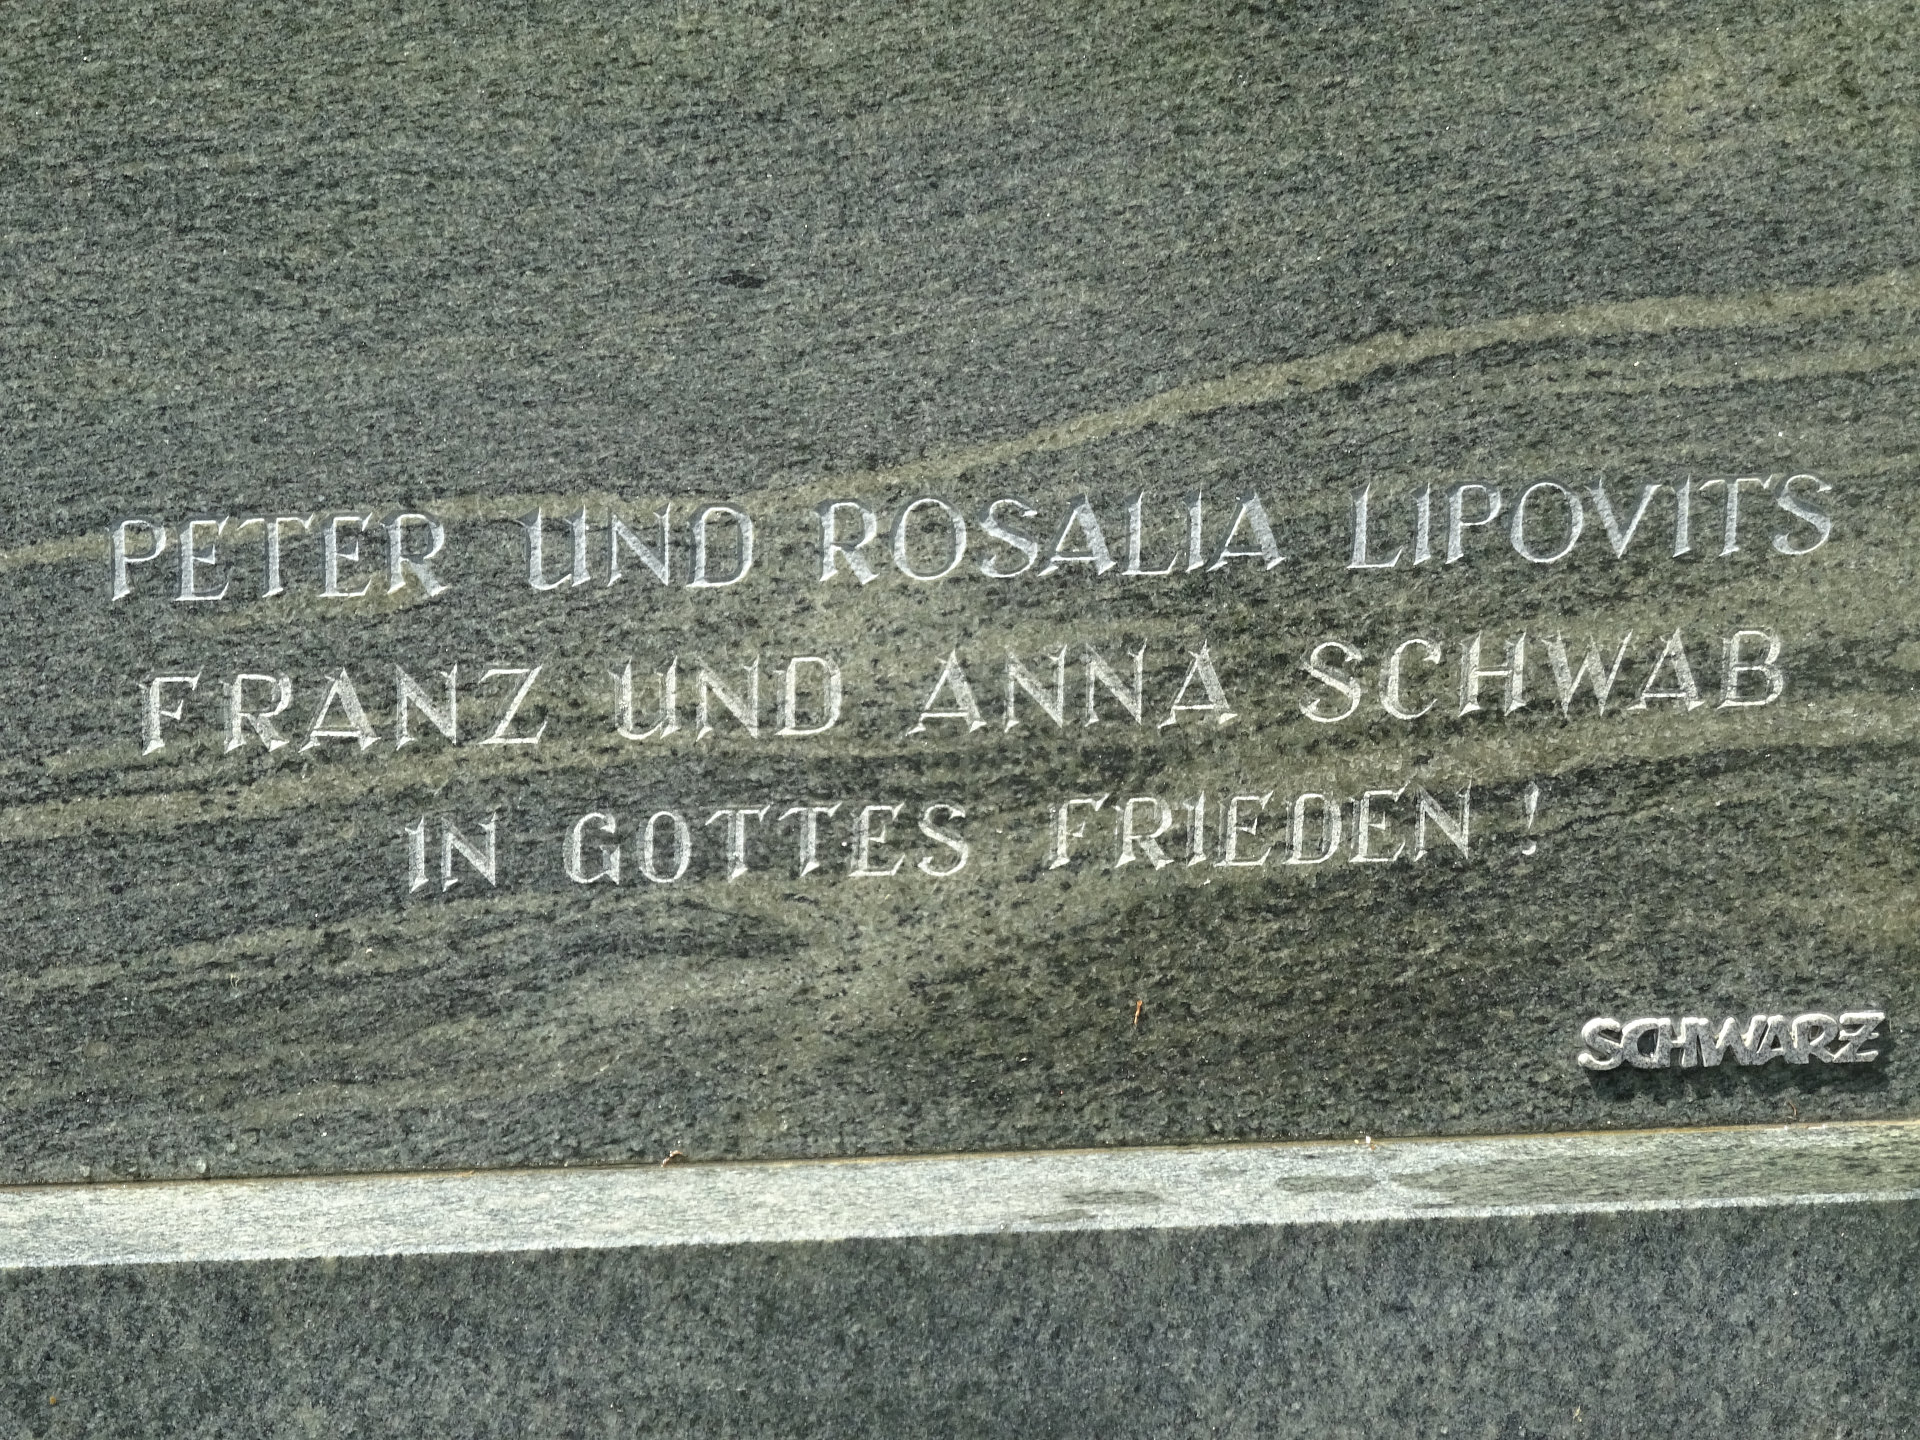 PETER UND ROSALIA LIPOVITS
FRANZ UND ANNA SCHWAB
IN GOTTES FRIEDEN!
SCHWARZ